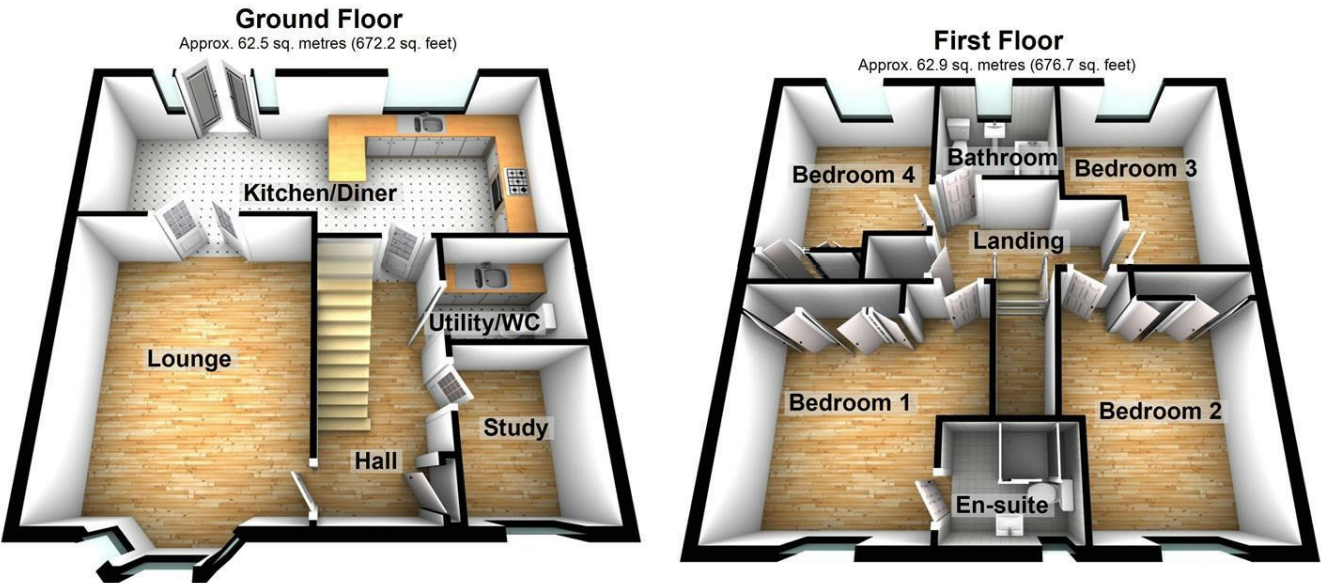 Ground Floor
Approx. 62.5 sq. metres (672.2 sq. feet)
Kitchen/Diner
Utility/WC
Lounge
Study
Hall
First Floor
Approx. 62.9 sq. metres (676.7 sq. feet)
Bathroom
Bedroom 4
Bedroom 3
Landing
Bedroom 1
Bedroom 2
En-suite